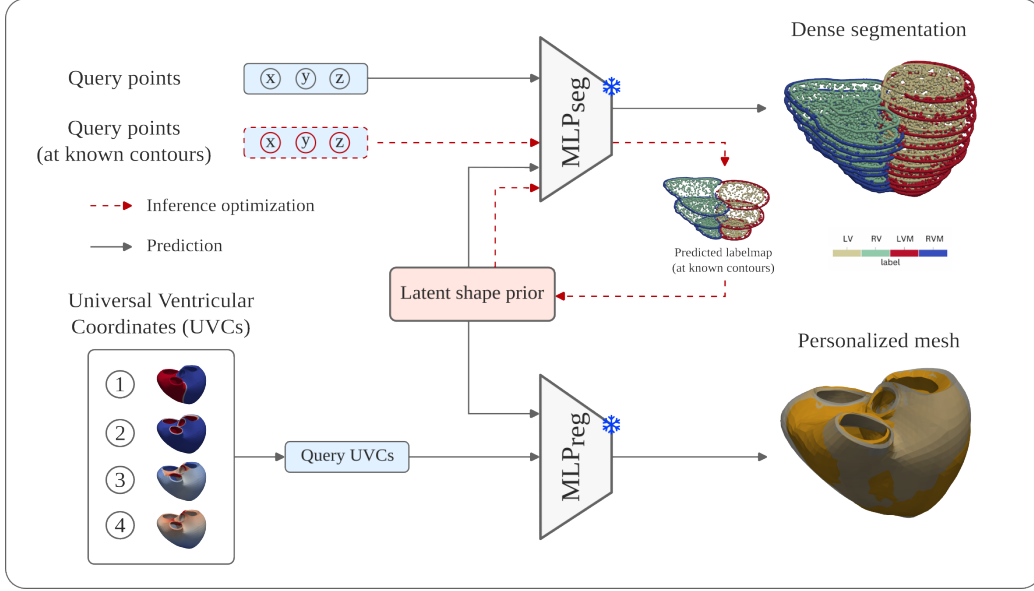 Dense segmentation
Query points
x y z
MLPseg
Query points
(at known contours)
x y z
Inference optimization
Prediction
Predicted labelmap
(at known contours)
LV RV LVM RVM
label
Latent shape prior
Universal Ventricular
Coordinates (UVCs)
1
2
3
4
Query UVCs
MLPreg
Personalized mesh